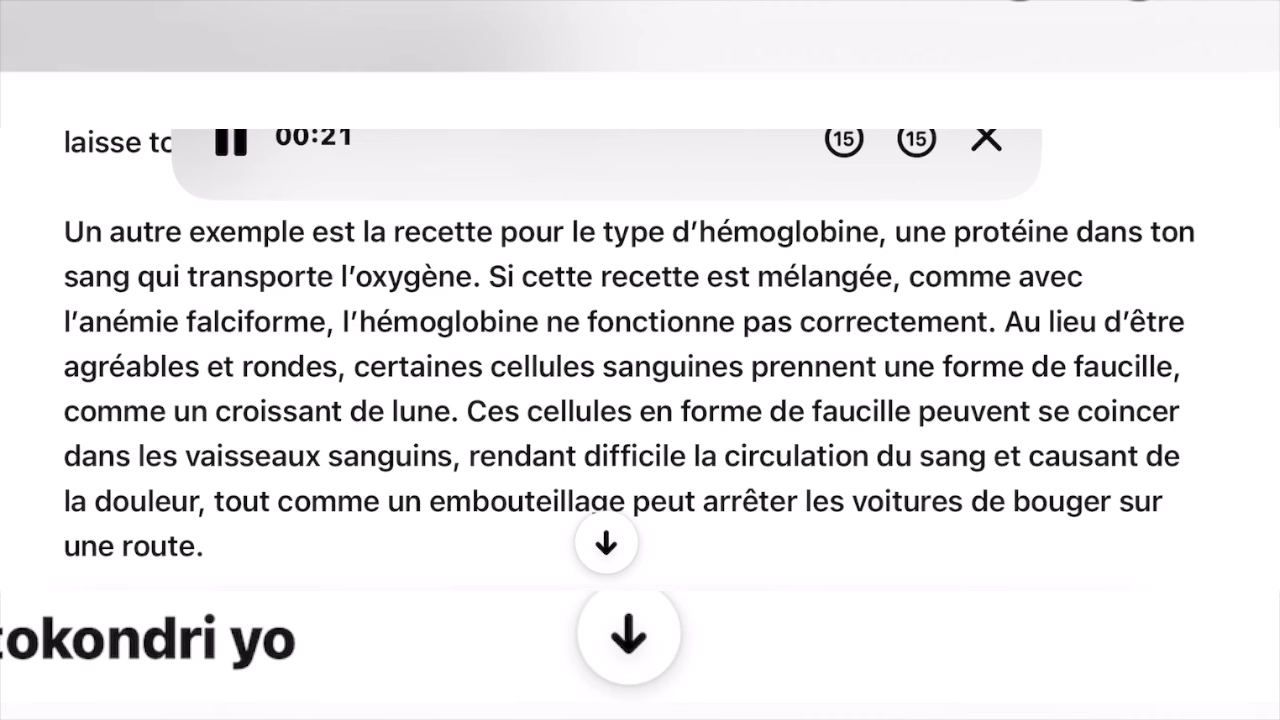 laisse
00:21
15 15
Un autre exemple est la recette pour le type d’hémoglobine, une protéine dans ton
sang qui transporte l’oxygène. Si cette recette est mélangée, comme avec
l’anémie falciforme, l’hémoglobine ne fonctionne pas correctement. Au lieu d’être
agréables et rondes, certaines cellules sanguines prennent une forme de faucille,
comme un croissant de lune. Ces cellules en forme de faucille peuvent se coincer
dans les vaisseaux sanguins, rendant difficile la circulation du sang et causant de
la douleur, tout comme un embouteillage peut arrêter les voitures de bouger sur
une route.
tokondri yo